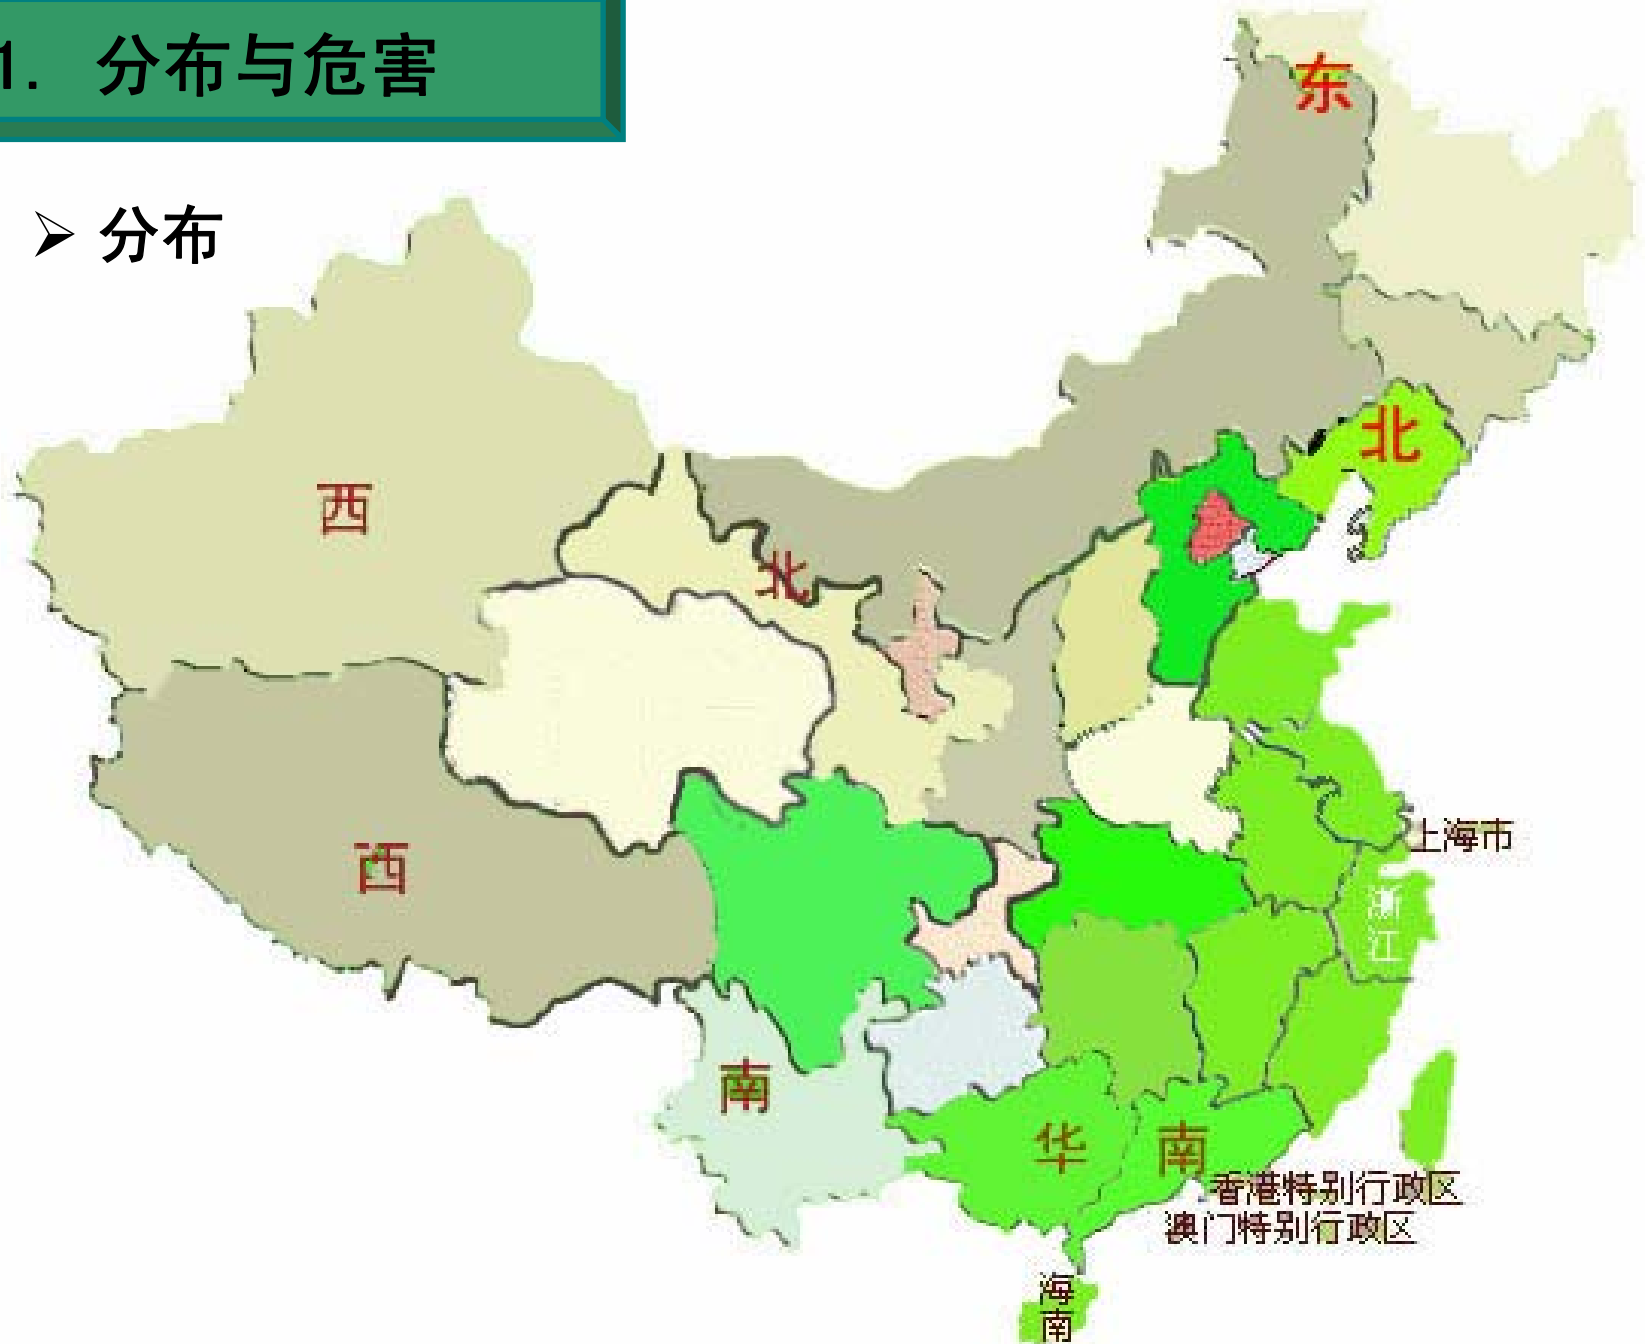 1. 分布与危害
分布
东
北
西
北
西
南
华南
上海市
浙江
香港特别行政区
澳门特别行政区
海南